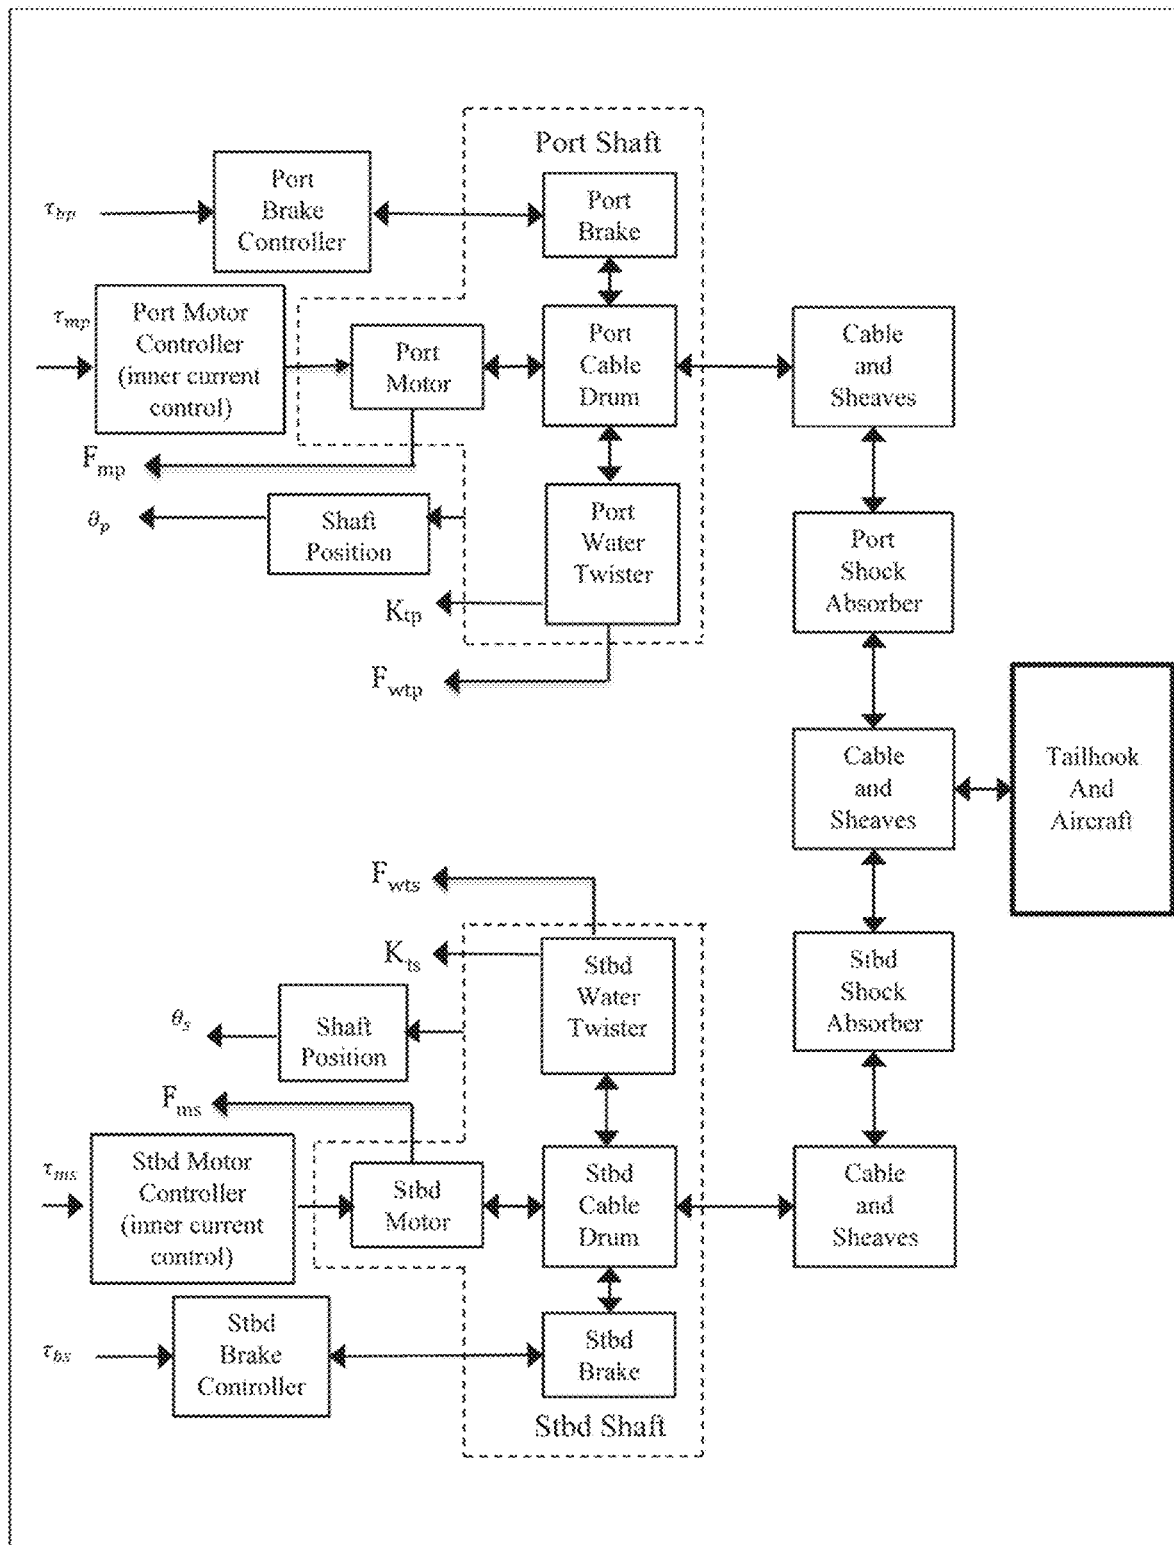 Port Shaft
Port
Brake
Controller
τbp
Port
Brake
τmp
Port Motor
Controller
(inner current
control)
Port
Motor
Port
Cable
Drum
Cable
and
Sheaves
Fmp
θp
Shaft
Position
Port
Water
Twister
Port
Shock
Absorber
Ktp
Fwtp
Cable
and
Sheaves
Tailhook
And
Aircraft
Fwts
Kts
Stbd
Water
Twister
Stbd
Shock
Absorber
θs
Shaft
Position
Fms
τms
Stbd Motor
Controller
(inner current
control)
Stbd
Motor
Stbd
Cable
Drum
Cable
and
Sheaves
τbs
Stbd
Brake
Controller
Stbd
Brake
Stbd Shaft